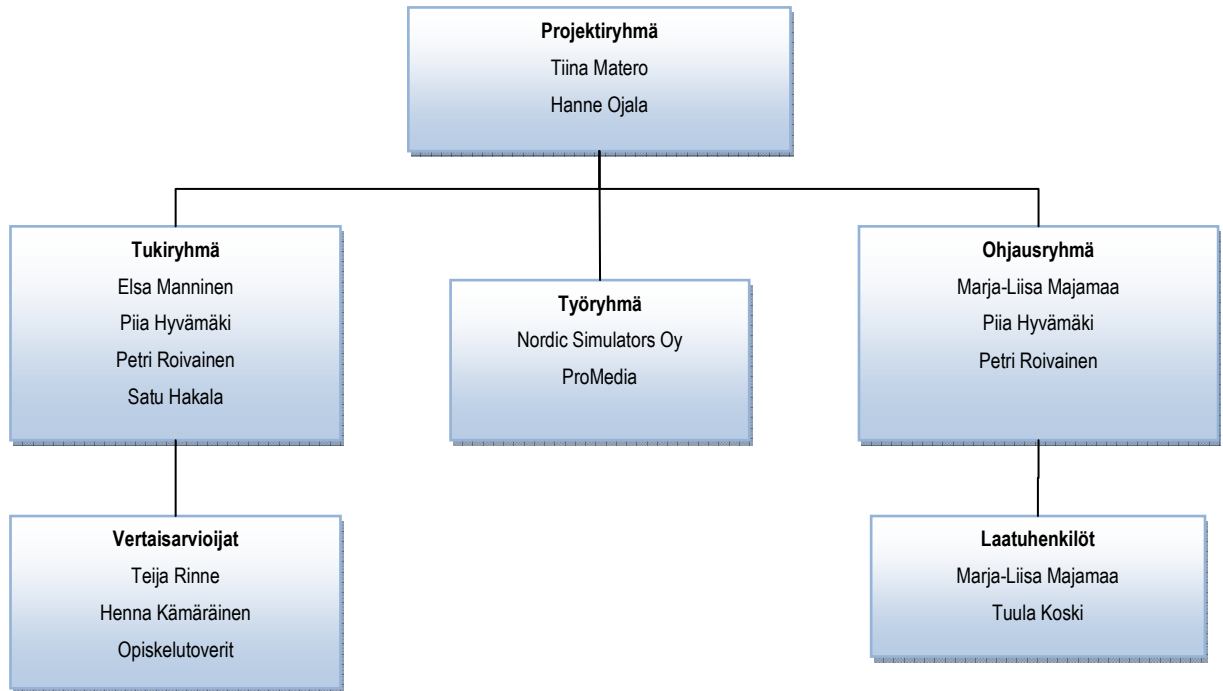 Projektiryhmä
Tiina Matero
Hanne Ojala
Tukiryhmä
Elsa Manninen
Piia Hyvämäki
Petri Roivainen
Satu Hakala
Työryhmä
Nordic Simulators Oy
ProMedia
Ohjausryhmä
Marja-Liisa Majamaa
Piia Hyvämäki
Petri Roivainen
Vertaisarvioijat
Teija Rinne
Henna Kämäräinen
Opiskelutoverit
Laatuhenkilöt
Marja-Liisa Majamaa
Tuula Koski